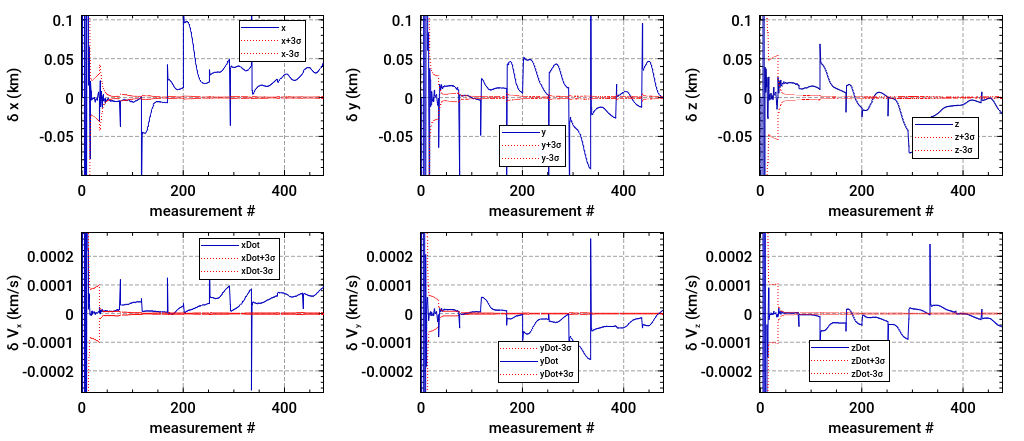 δ x (km)
0.1
0.05
0
-0.05
0
200
400
measurement #
x
x+3σ
x-3σ
δ y (km)
0.1
0.05
0
-0.05
0
200
400
measurement #
y
y+3σ
y-3σ
δ z (km)
0.1
0.05
0
-0.05
0
200
400
measurement #
z
z+3σ
z-3σ
δ Vx (km/s)
0.0002
0.0001
0
-0.0001
-0.0002
0
200
400
measurement #
xDot
xDot+3σ
xDot-3σ
δ Vy (km/s)
0.0002
0.0001
0
-0.0001
-0.0002
0
200
400
measurement #
yDot-3σ
yDot
yDot+3σ
δ Vz (km/s)
0.0002
0.0001
0
-0.0001
-0.0002
0
200
400
measurement #
zDot
zDot+3σ
zDot-3σ